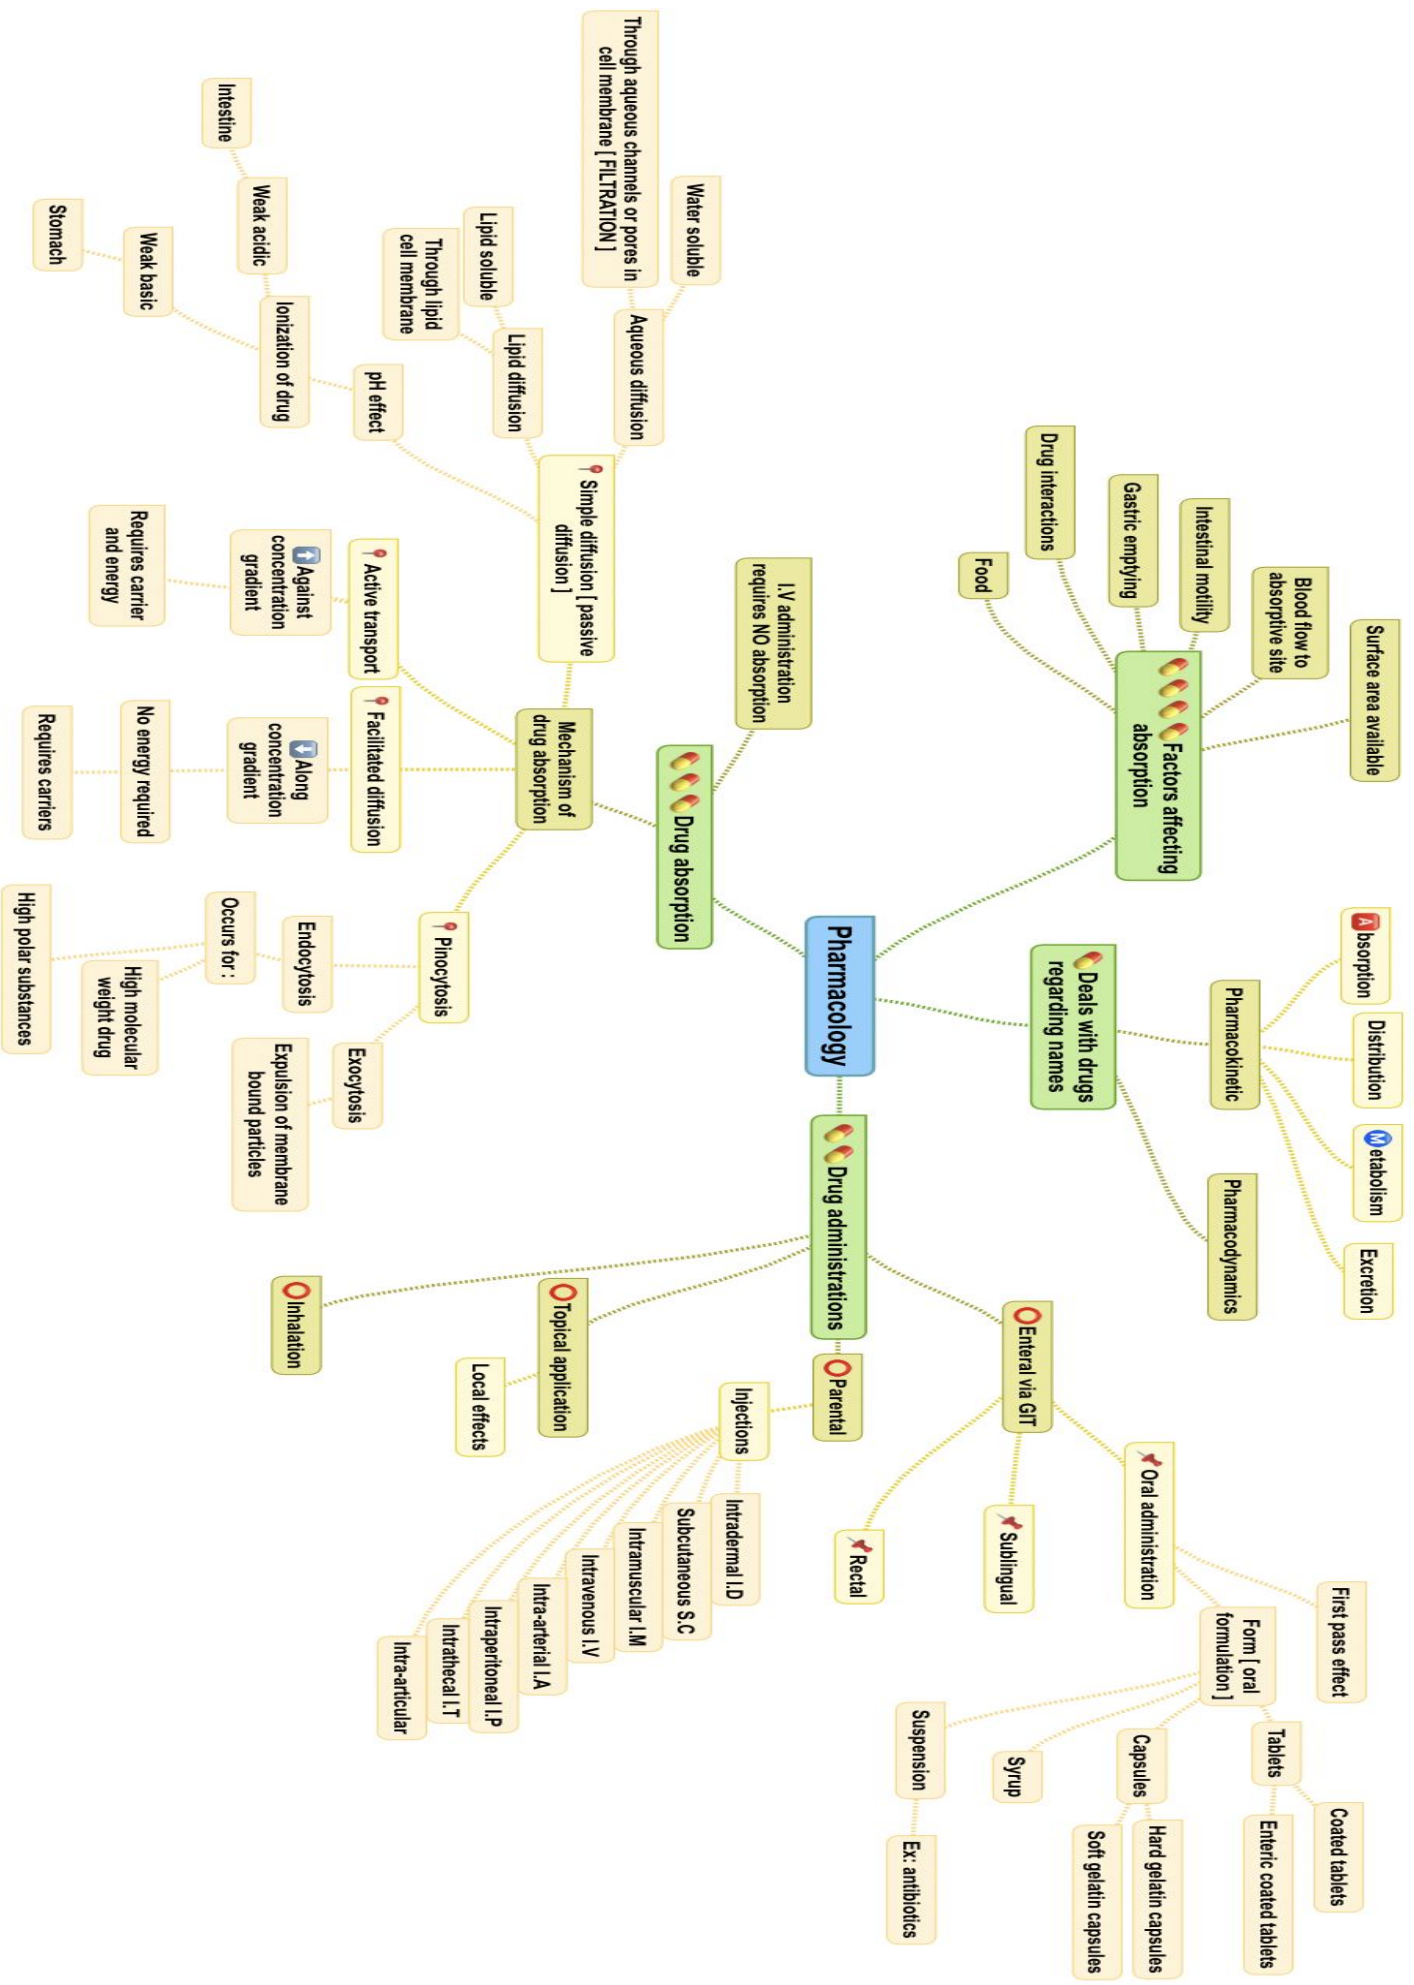 Pharmacology
Deals with drugs
regarding names
Pharmacokinetic
Absorption
Distribution
Metabolism
Excretion
Pharmacodynamics
Drug administrations
Enteral via GIT
Oral administration
First pass effect
Form [ oral
formulation ]
Tablets
Coated tablets
Enteric coated tablets
Capsules
Hard gelatin capsules
Soft gelatin capsules
Syrup
Suspension
Ex: antibiotics
Sublingual
Rectal
Parental
Injections
Intradermal I.D
Subcutaneous S.C
Intramuscular I.M
Intravenous I.V
Intra-arterial I.A
Intraperitoneal I.P
Intrathecal I.T
Intra-articular
Topical application
Local effects
Inhalation
Drug absorption
I.V administration
requires NO absorption
Mechanism of
drug absorption
Simple diffusion [ passive
diffusion ]
Aqueous diffusion
Water soluble
Through aqueous channels or pores in
cell membrane [ FILTRATION ]
Lipid diffusion
Lipid soluble
Through lipid
cell membrane
pH effect
Ionization of drug
Weak acidic
Intestine
Weak basic
Stomach
Active transport
Against
concentration
gradient
Requires carrier
and energy
Facilitated diffusion
Along
concentration
gradient
No energy required
Requires carriers
Pinocytosis
Endocytosis
Occurs for :
High molecular
weight drug
High polar substances
Exocytosis
Expulsion of membrane
bound particles
Factors affecting
absorption
Surface area available
Blood flow to
absorptive site
Intestinal motility
Gastric emptying
Drug interactions
Food